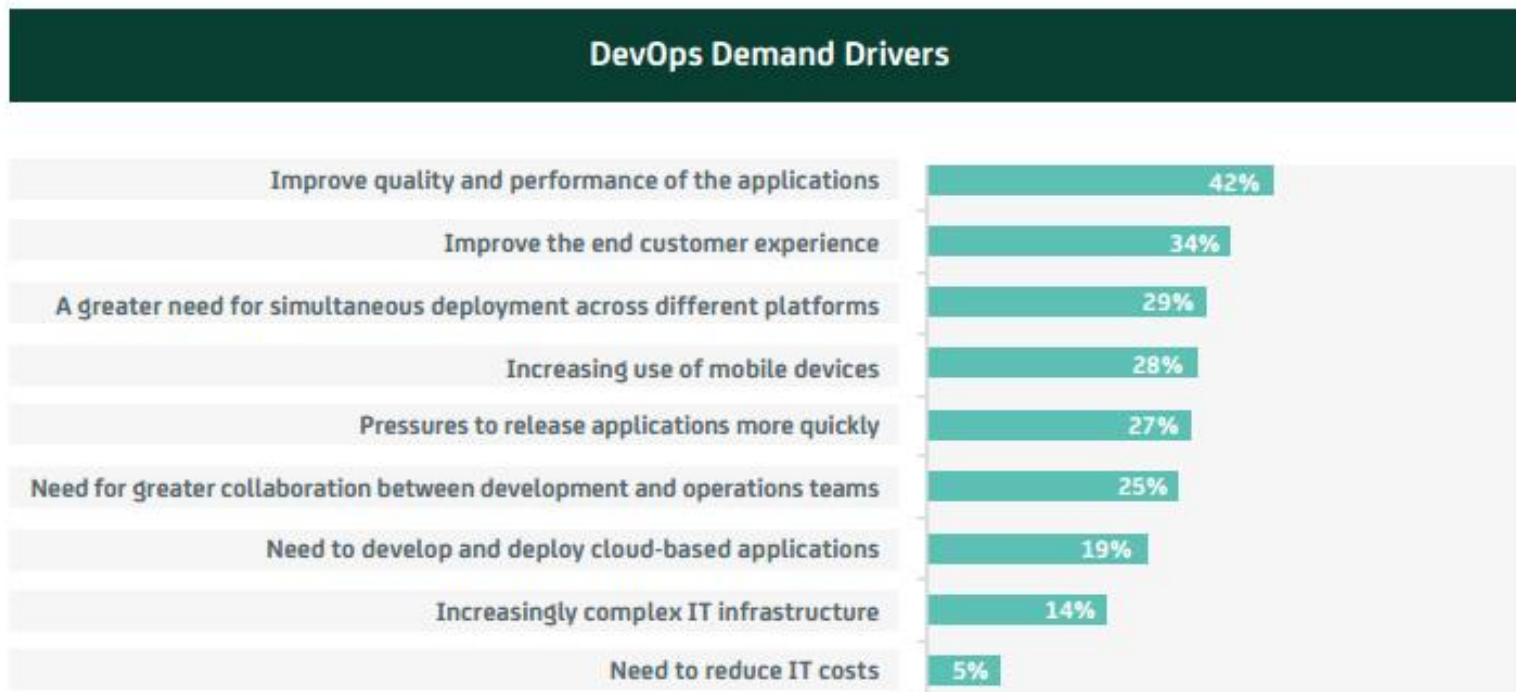 DevOps Demand Drivers
Improve quality and performance of the applications 42%
Improve the end customer experience 34%
A greater need for simultaneous deployment across different platforms 29%
Increasing use of mobile devices 28%
Pressures to release applications more quickly 27%
Need for greater collaboration between development and operations teams 25%
Need to develop and deploy cloud-based applications 19%
Increasingly complex IT infrastructure 14%
Need to reduce IT costs 5%